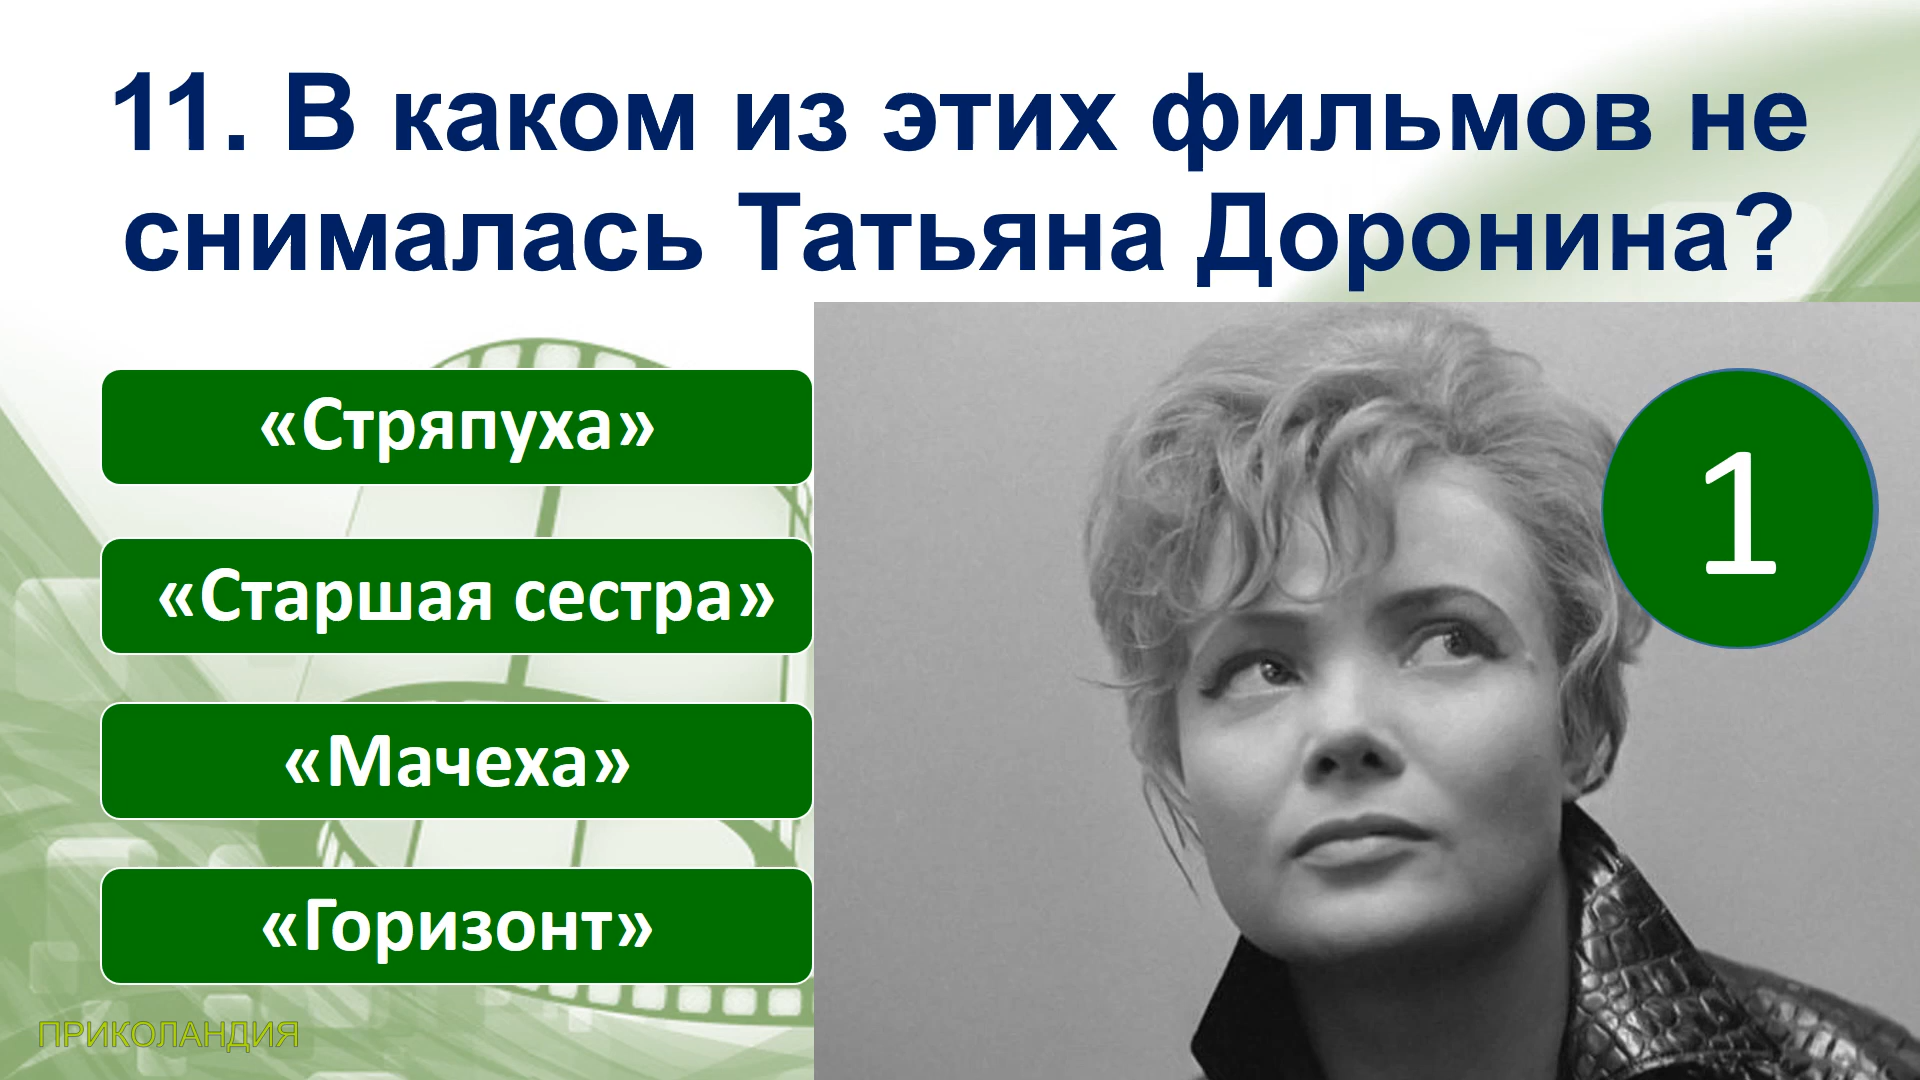 11. В каком из этих фильмов не
снималась Татьяна Доронина?
«Стряпуха»
1
«Старшая сестра»
«Мачеха»
«Горизонт»
ПРИКОЛАНДИЯ